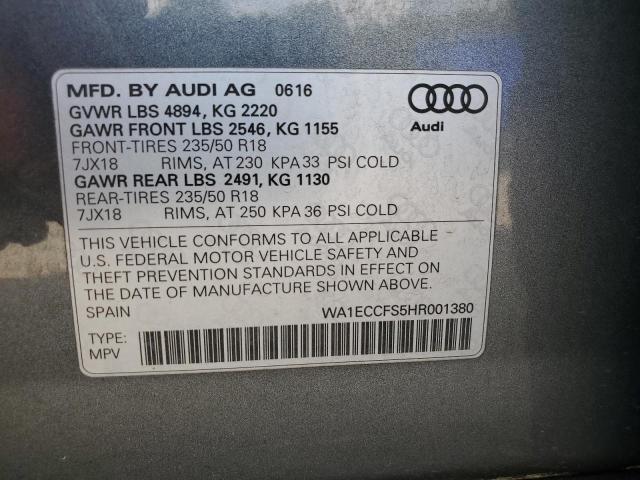 MFD. BY AUDI AG 0616
GVWR LBS 4894, KG 2220
GAWR FRONT LBS 2546, KG 1155
FRONT-TIRES 235/50 R18
7JX18 RIMS, AT 230 KPA 33 PSI COLD
GAWR REAR LBS 2491, KG 1130
REAR-TIRES 235/50 R18
7JX18 RIMS, AT 250 KPA 36 PSI COLD
Audi
THIS VEHICLE CONFORMS TO ALL APPLICABLE
U.S. FEDERAL MOTOR VEHICLE SAFETY AND
THEFT PREVENTION STANDARDS IN EFFECT ON
THE DATE OF MANUFACTURE SHOWN ABOVE.
SPAIN WA1ECCFS5HR001380
TYPE:
MPV